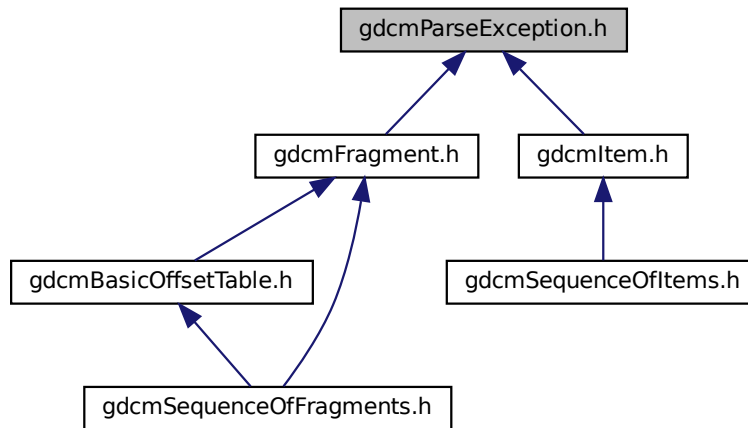 gdcmParseException.h
gdcmFragment.h
gdcmItem.h
gdcmBasicOffsetTable.h
gdcmSequenceOfItems.h
gdcmSequenceOfFragments.h